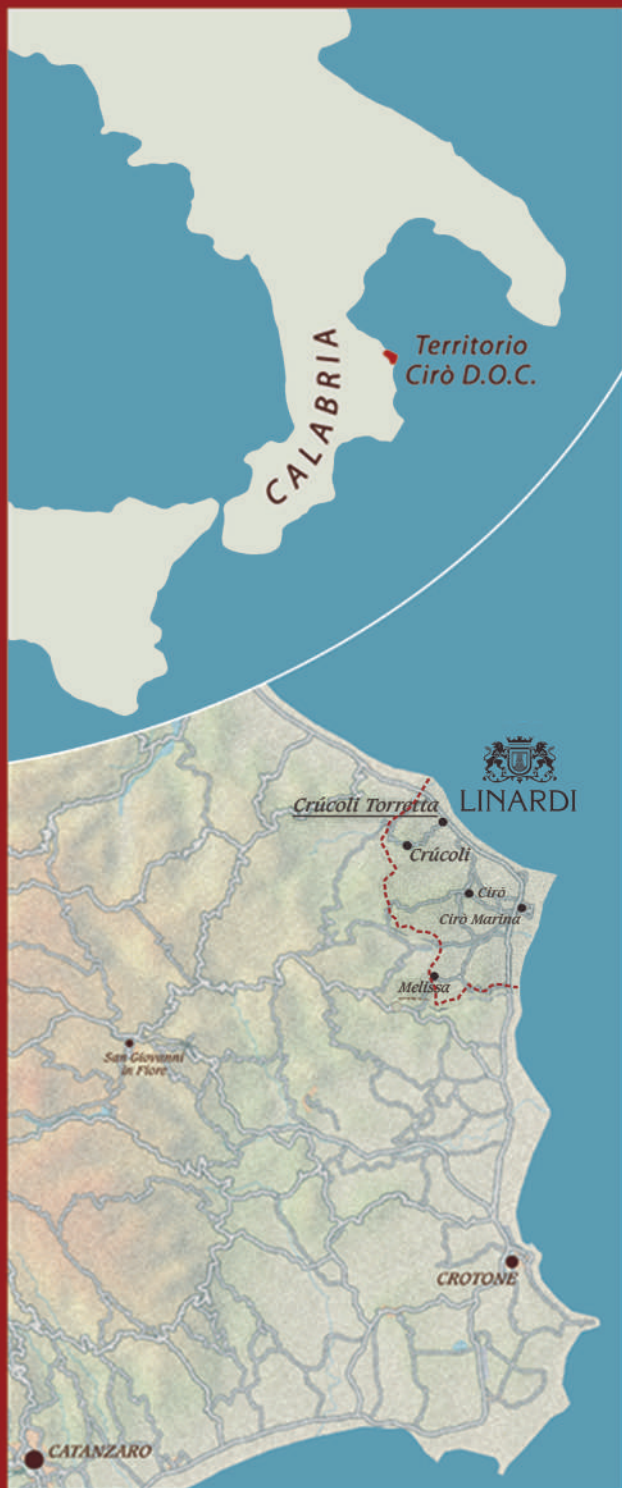 CALABRIA
Territorio
Cirò D.O.C.
LINARDI
Crúcoli Torretta
Crúcoli
Cirò
Cirò Marina
Melissa
San Giovanni
in Fiore
CROTONE
CATANZARO